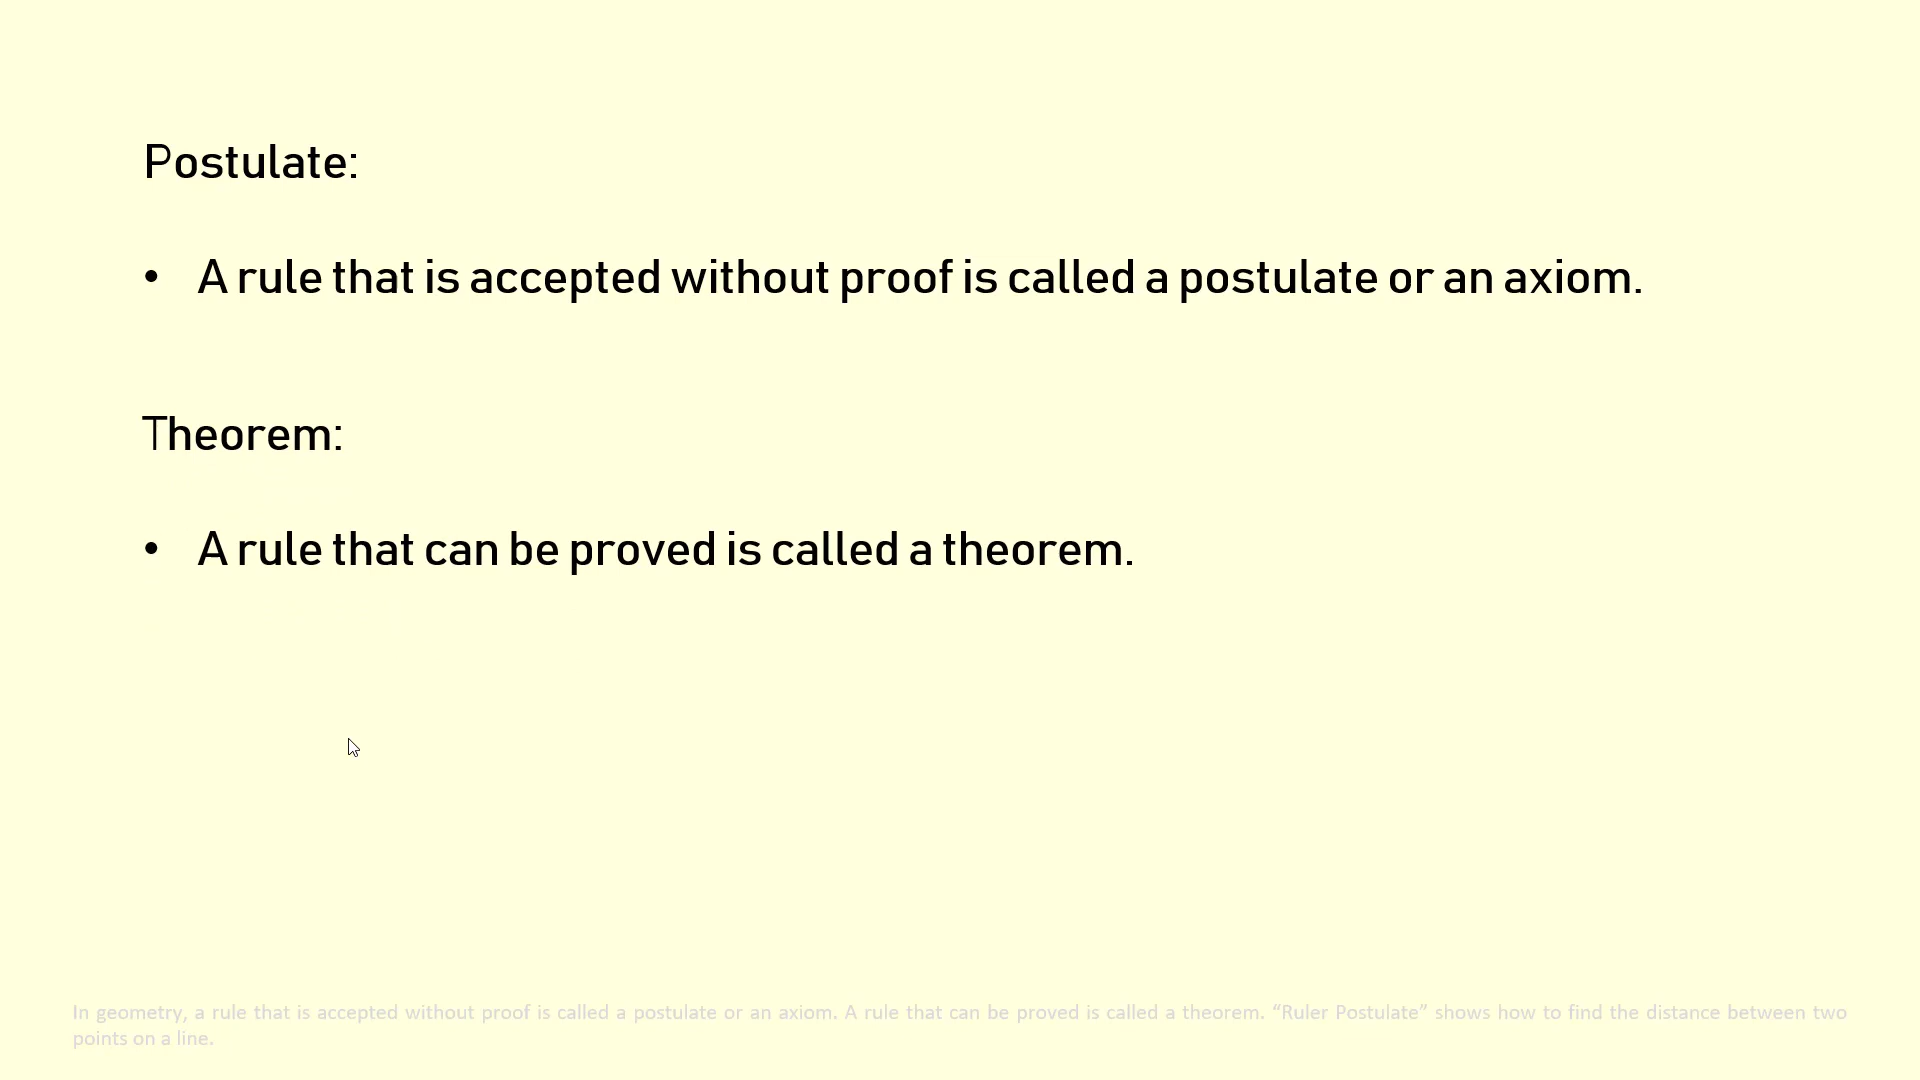 Postulate:
• A rule that is accepted without proof is called a postulate or an axiom.
Theorem:
• A rule that can be proved is called a theorem.
In geometry, a rule that is accepted without proof is called a postulate or an axiom. A rule that can be proved is called a theorem. “Ruler Postulate” shows how to find the distance between two
points on a line.